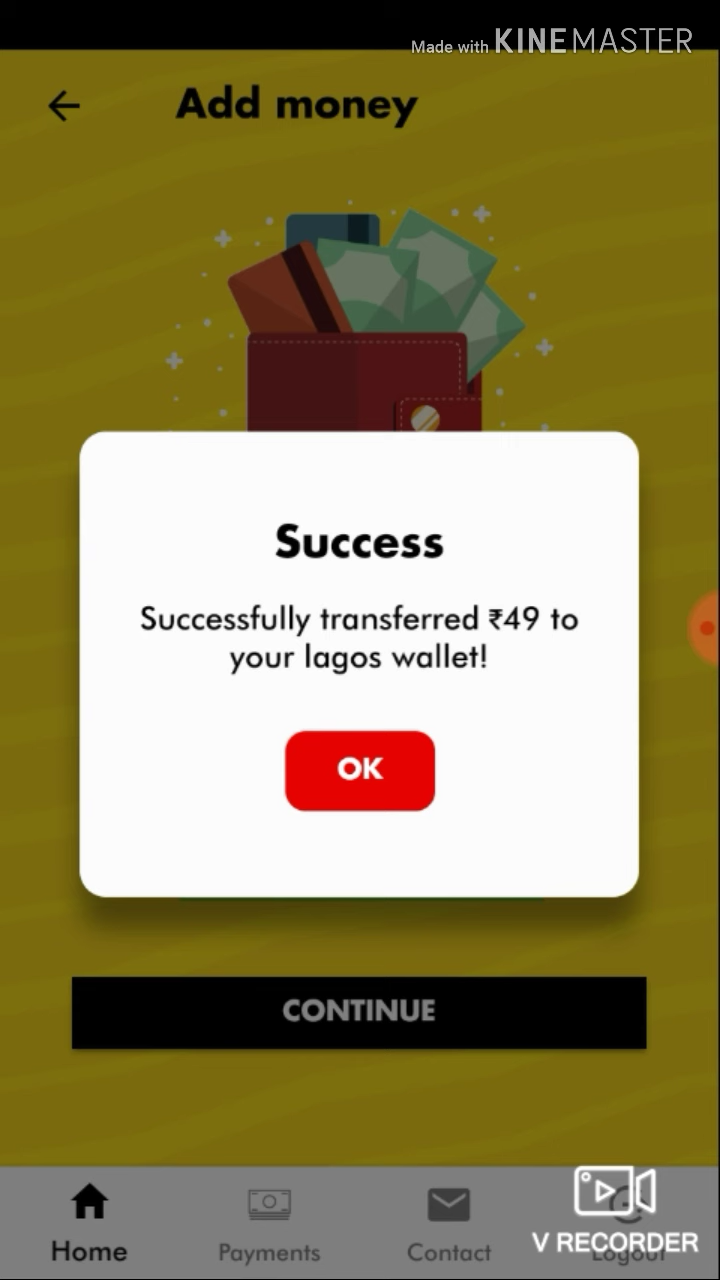 Made with KINEMASTER
Add money
Success
Successfully transferred ₹49 to
your lagos wallet!
OK
CONTINUE
V RECORDER
Home
Payments
Contact
Logout